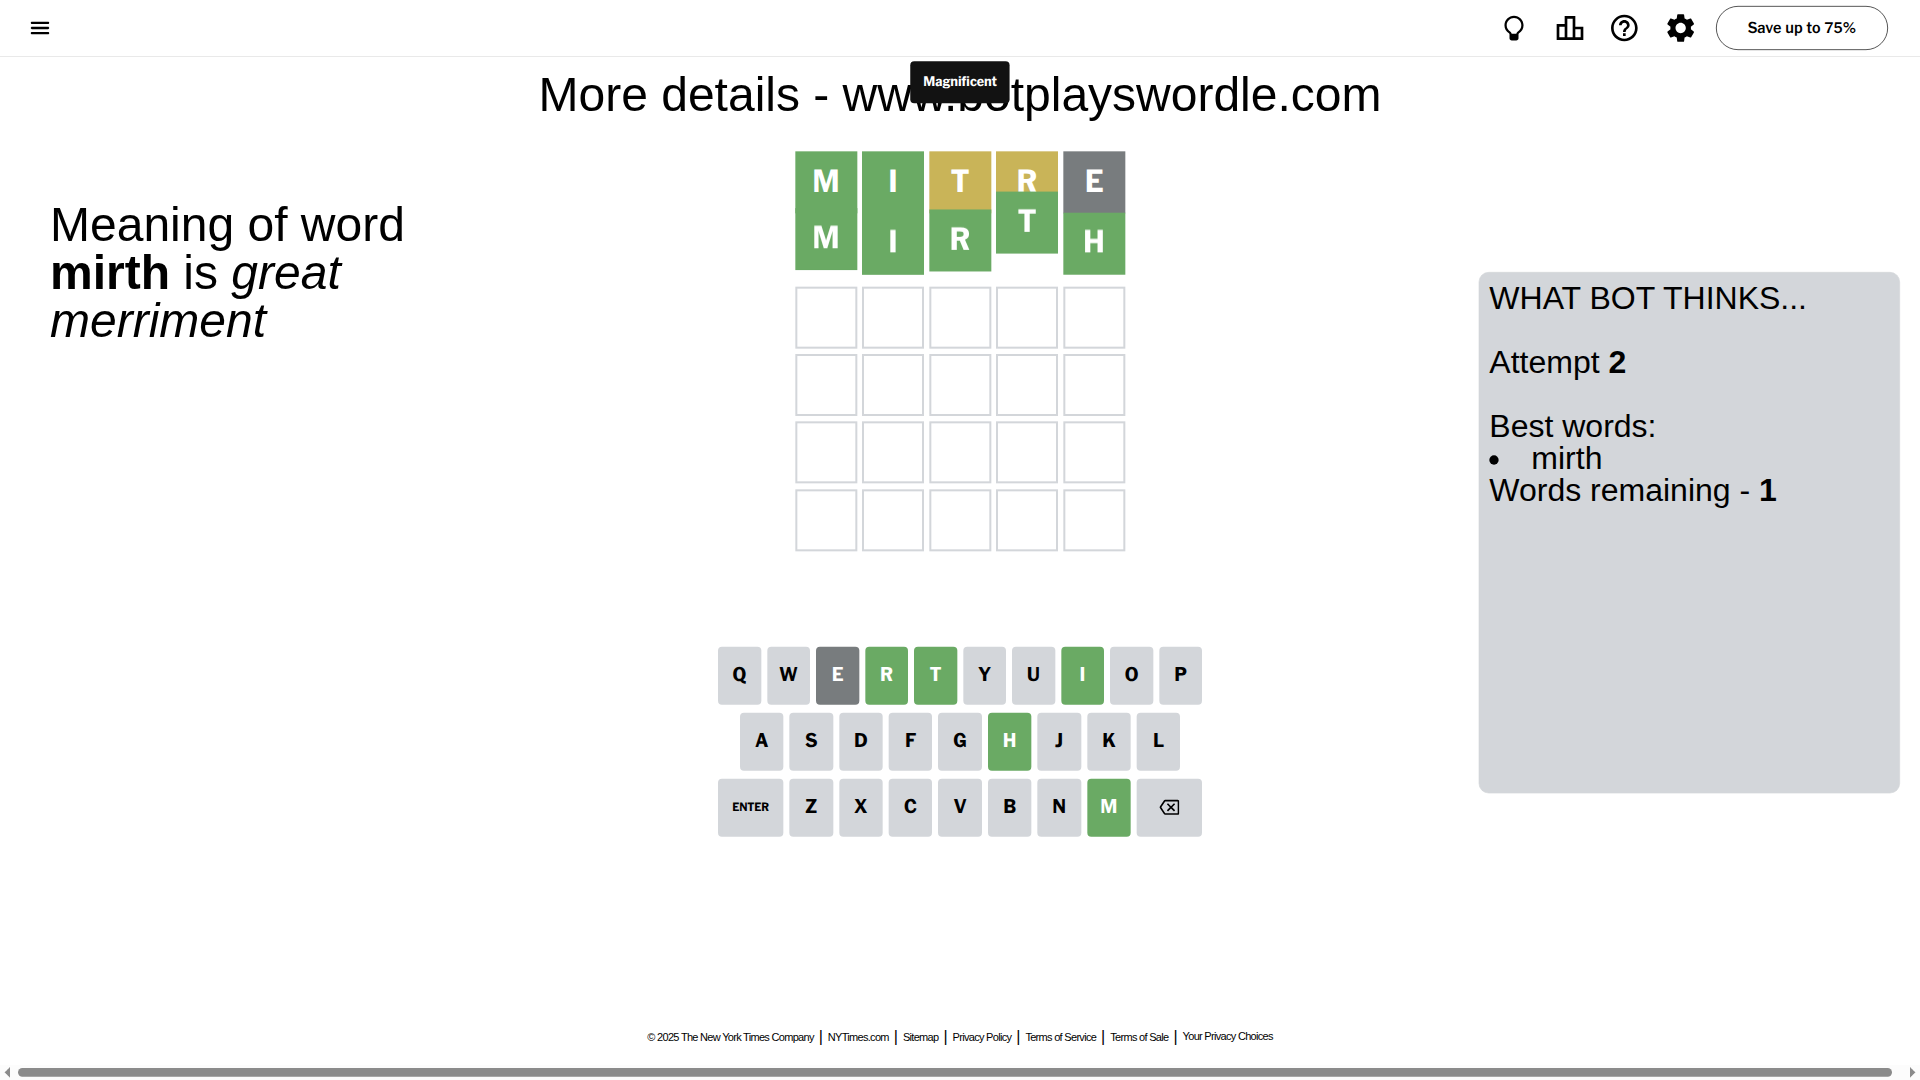 Save up to 75%
Magnificent
More details - www.botplayswordle.com
Meaning of word
mirth is great
merriment
M I T R E
M I R T H
WHAT BOT THINKS...
Attempt 2
Best words:
• mirth
Words remaining - 1
Q W E R T Y U I O P
A S D F G H J K L
ENTER Z X C V B N M
© 2025 The New York Times Company | NYTimes.com | Sitemap | Privacy Policy | Terms of Service | Terms of Sale | Your Privacy Choices